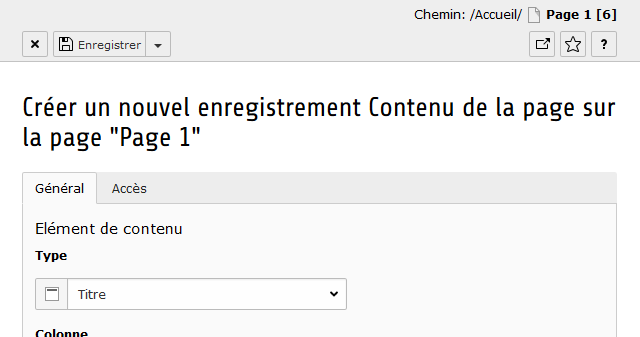 Chemin: /Accueil/ Page 1 [6]
Enregistrer
?
Créer un nouvel enregistrement Contenu de la page sur
la page "Page 1"
Général Accès
Elément de contenu
Type
Titre
Colonne